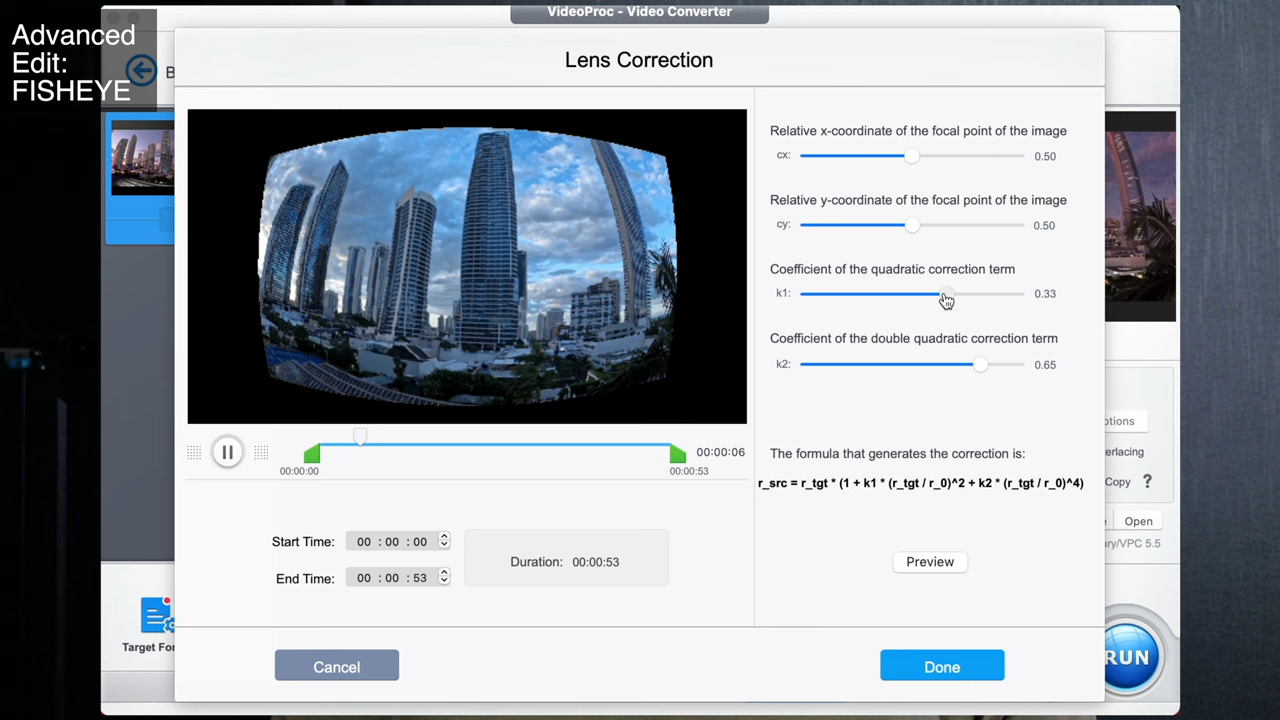 VideoProc - Video Converter
Advanced
Edit:
FISHEYE
B
Lens Correction
Relative x-coordinate of the focal point of the image
cx: 0.50
Relative y-coordinate of the focal point of the image
cy: 0.50
Coefficient of the quadratic correction term
k1: 0.33
Coefficient of the double quadratic correction term
k2: 0.65
ptions
00:00:06
00:00:00 00:00:53
The formula that generates the correction is:
erlacing
r_src = r_tgt * (1 + k1 * (r_tgt / r_0)^2 + k2 * (r_tgt / r_0)^4)
Copy ?
Open
Start Time: 00 : 00 : 00
ary/VPC 5.5
Duration: 00:00:53
Preview
End Time: 00 : 00 : 53
Target For
RUN
Cancel
Done